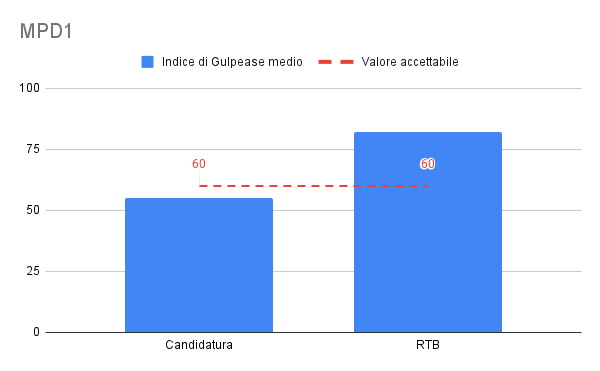 MPD1
Indice di Gulpease medio
Valore accettabile
100
75
60
60
50
25
0
Candidatura
RTB